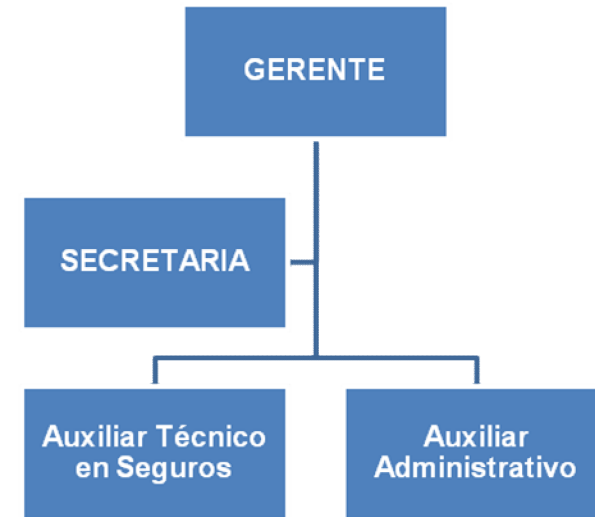 GERENTE
SECRETARIA
Auxiliar Técnico
en Seguros
Auxiliar
Administrativo